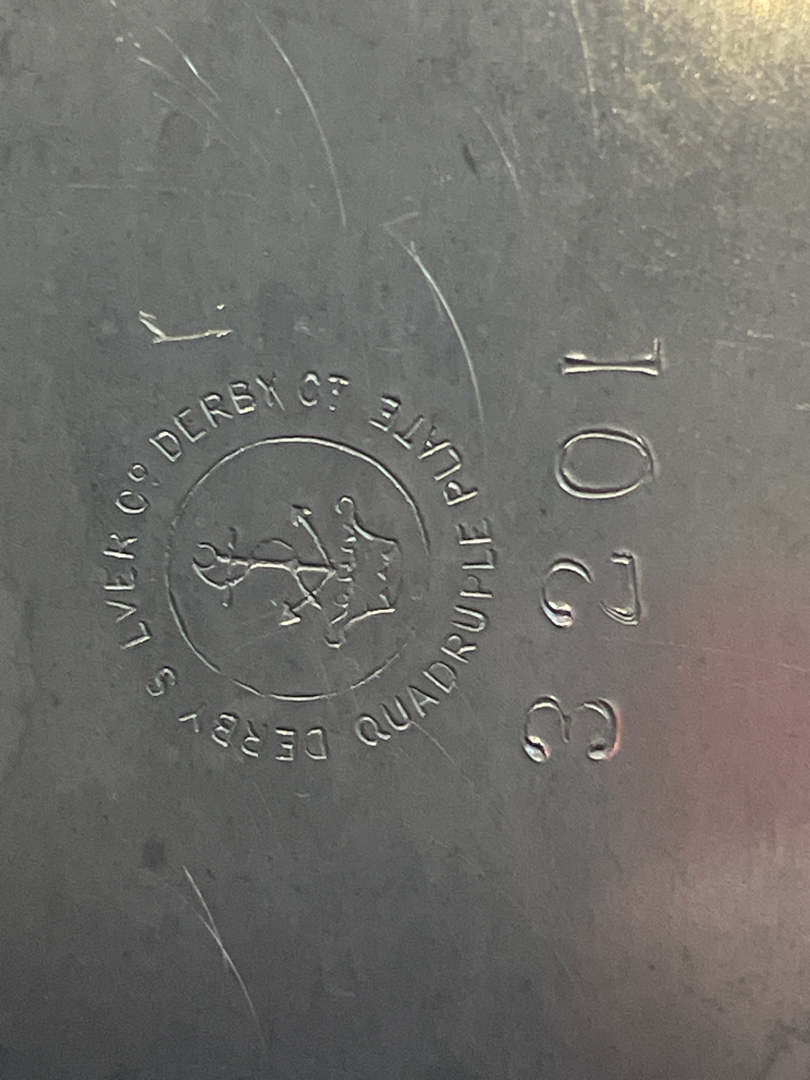 DERBY S LVER Cº DERBY CT
QUADRUPLE PLATE
3201